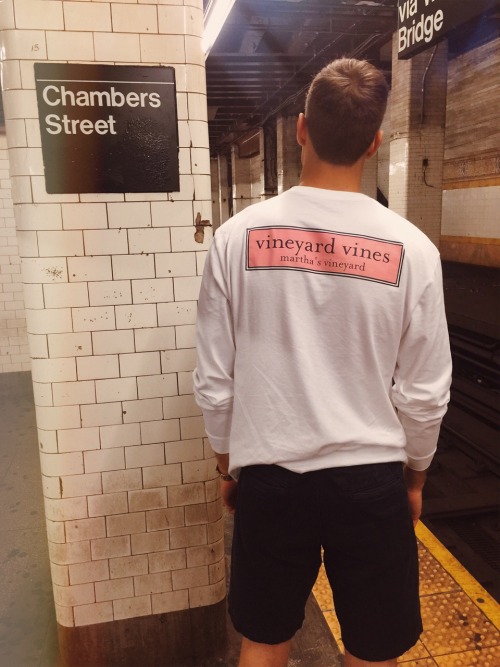 Chambers
Street
Bridge
vineyard vines
martha's vineyard